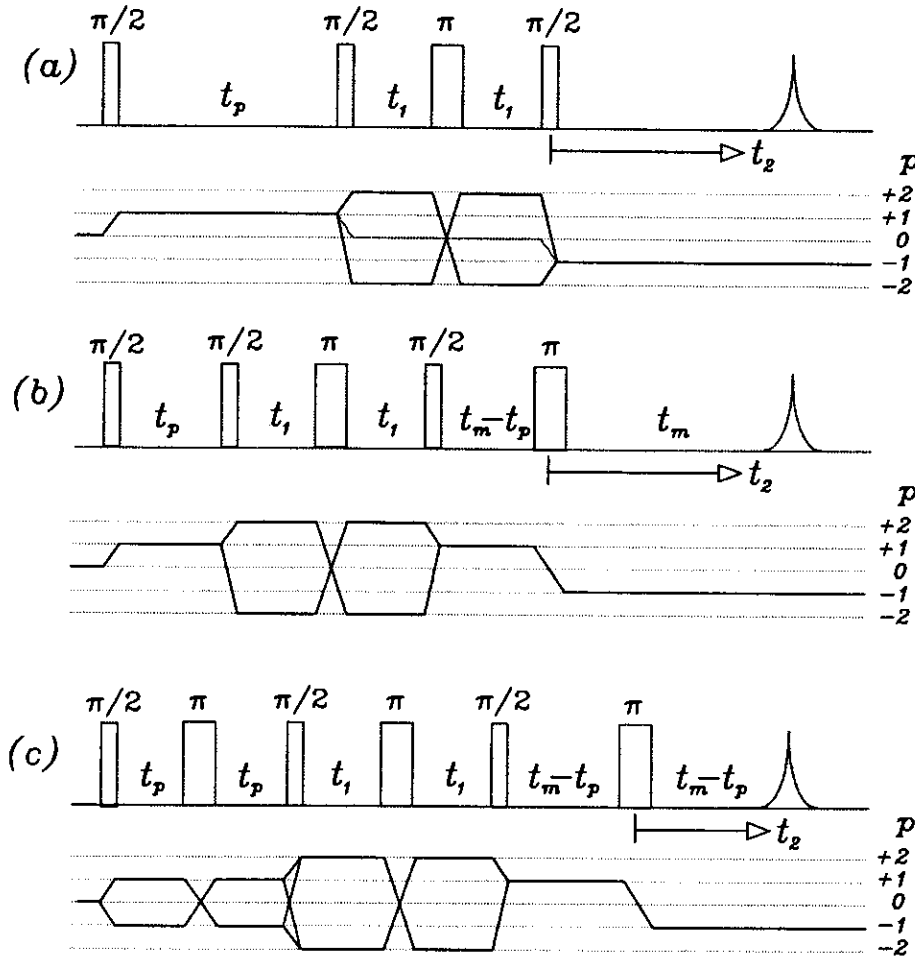 π/2 π/2 π π/2
(a) t_p t_1 t_1
t_2
p
+2
+1
0
-1
-2
π/2 π/2 π π/2 π
(b) t_p t_1 t_1 t_m-t_p t_m
t_2
p
+2
+1
0
-1
-2
π/2 π π/2 π π/2 π
(c) t_p t_p t_1 t_1 t_m-t_p t_m-t_p
t_2
p
+2
+1
0
-1
-2